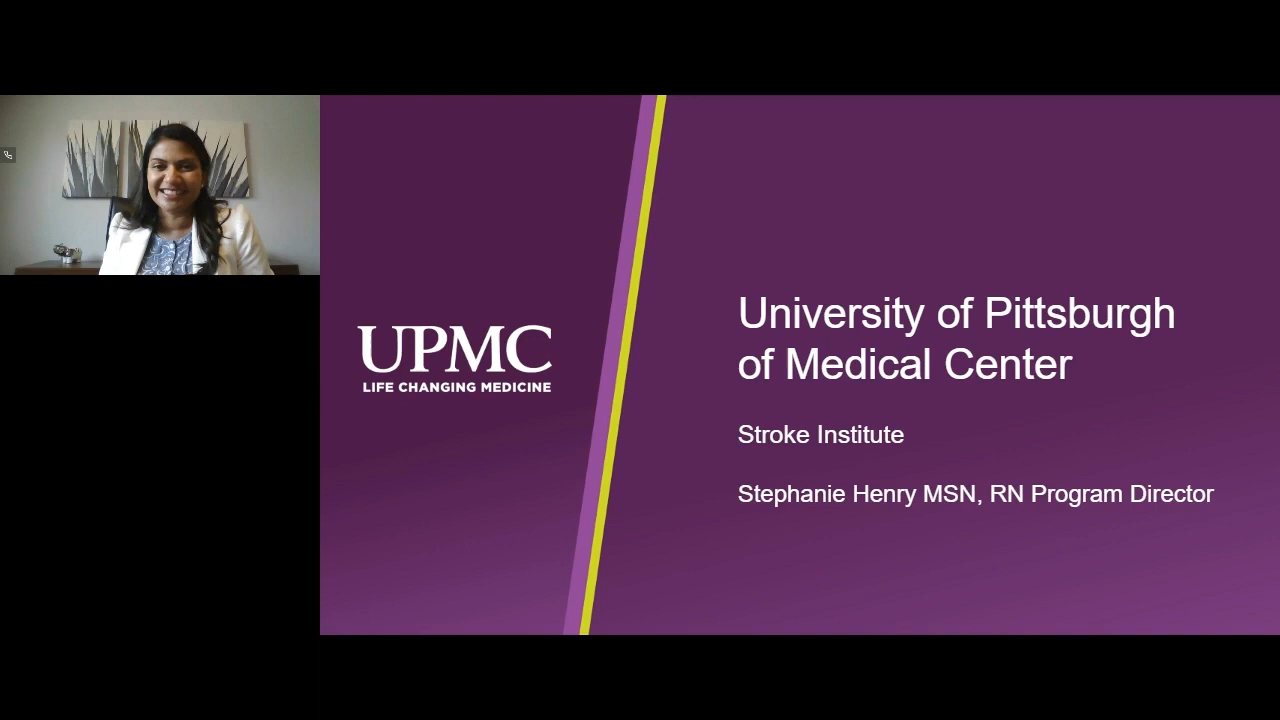 UPMC
LIFE CHANGING MEDICINE
University of Pittsburgh
of Medical Center
Stroke Institute
Stephanie Henry MSN, RN Program Director